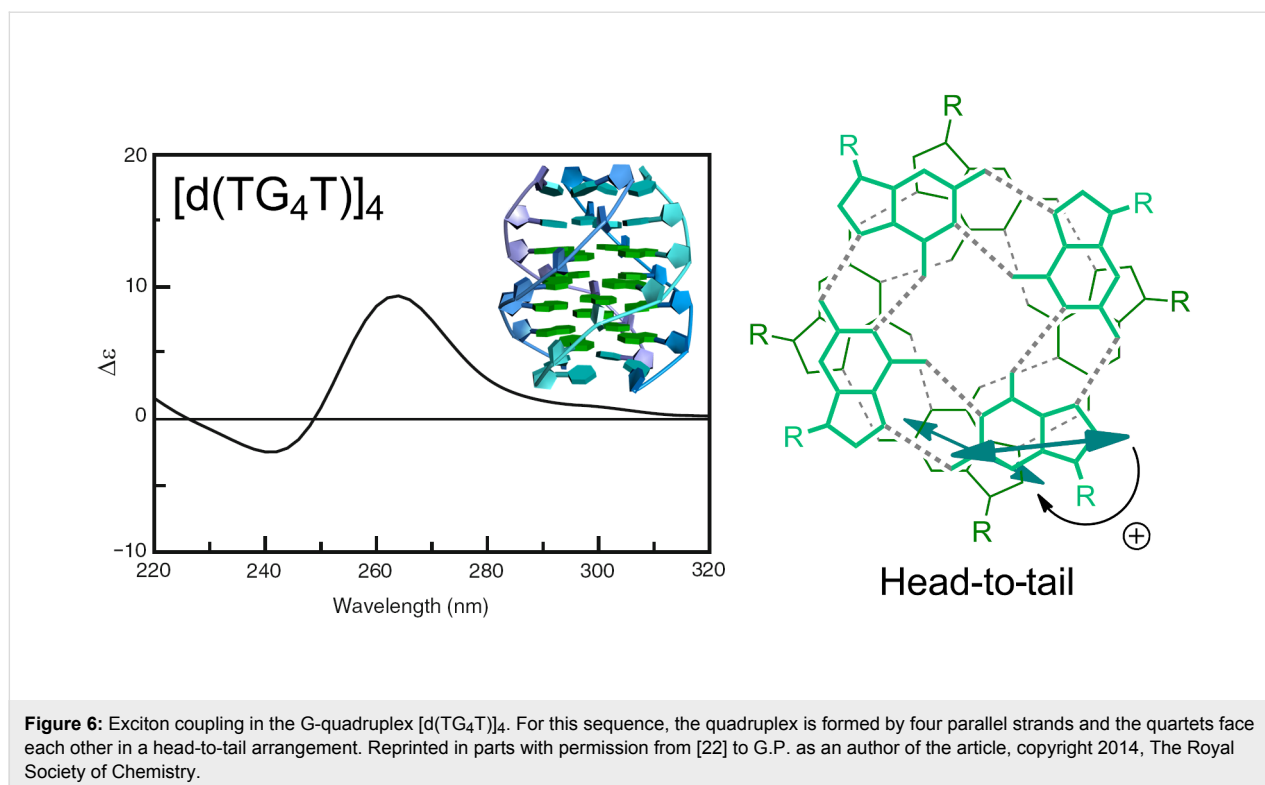 20
[d(TG4T)]4
10
Δε
0
−10
220 240 260 280 300 320
Wavelength (nm)
R
R
R
R
R
R
R
R
+
Head-to-tail
Figure 6: Exciton coupling in the G-quadruplex [d(TG4T)]4. For this sequence, the quadruplex is formed by four parallel strands and the quartets face
each other in a head-to-tail arrangement. Reprinted in parts with permission from [22] to G.P. as an author of the article, copyright 2014, The Royal
Society of Chemistry.